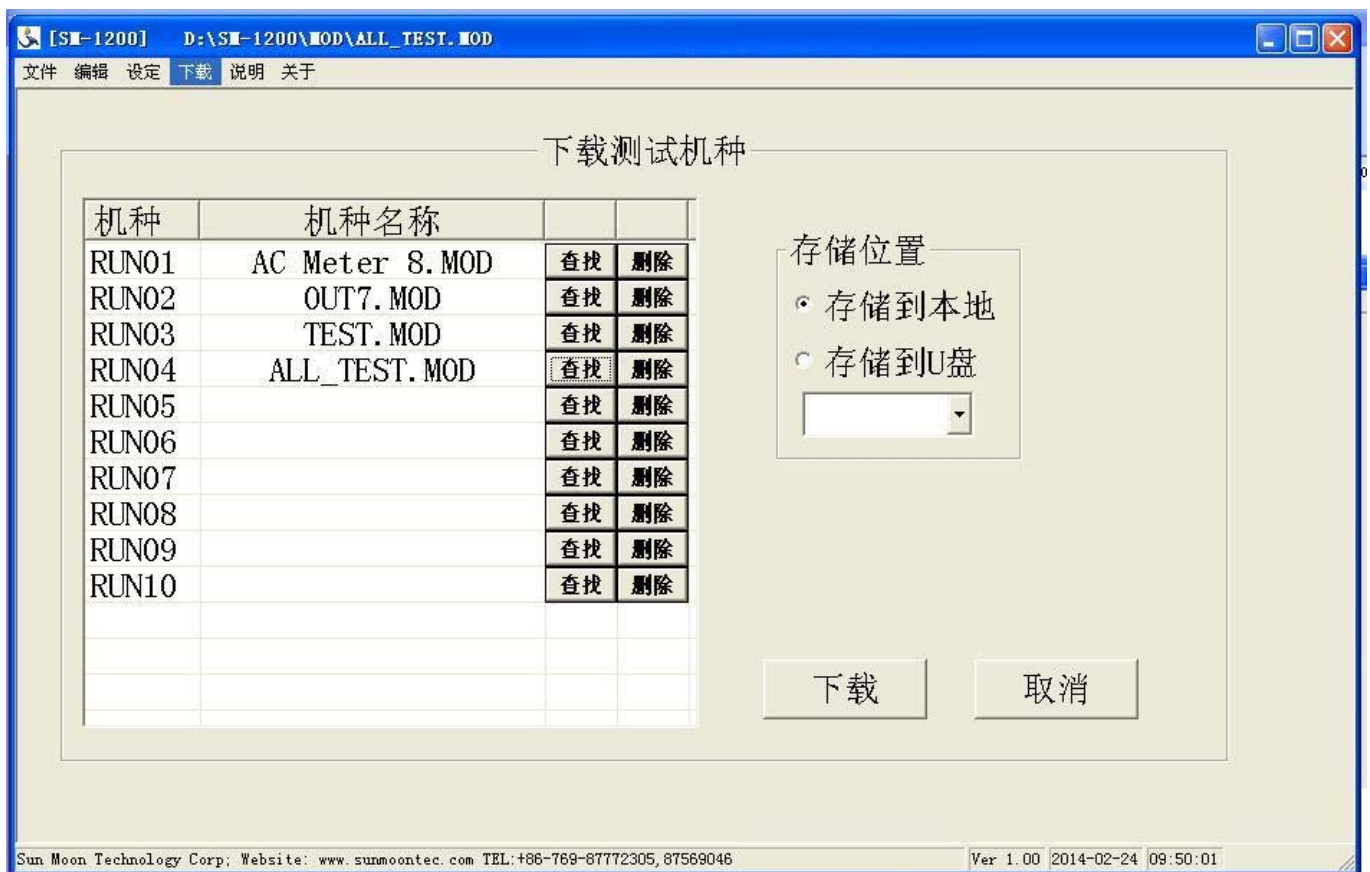 [SM-1200] D:\SM-1200\MOD\ALL_TEST.MOD
文件 编辑 设定 下载 说明 关于
下载测试机种
机种 机种名称
RUN01 AC Meter 8.MOD 查找 删除
RUN02 OUT7.MOD 查找 删除
RUN03 TEST.MOD 查找 删除
RUN04 ALL_TEST.MOD 查找 删除
RUN05 查找 删除
RUN06 查找 删除
RUN07 查找 删除
RUN08 查找 删除
RUN09 查找 删除
RUN10 查找 删除
存储位置
存储到本地
存储到U盘
下载 取消
Sun Moon Technology Corp; Website: www.sunmoontec.com TEL:+86-769-87772305,87569046 Ver 1.00 2014-02-24 09:50:01